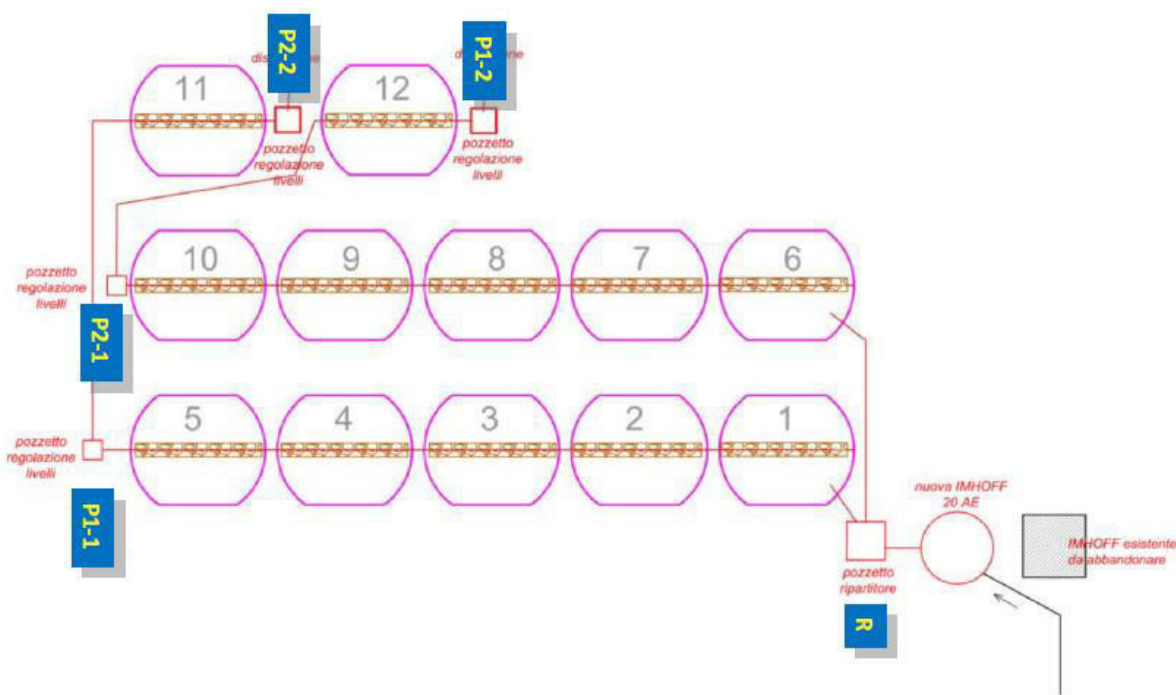 P2-2
P1-2
11
12
pozzetto
regolazione
livelli
pozzetto
regolazione
livelli
10
9
8
7
6
pozzetto
regolazione
livelli
P2-1
5
4
3
2
1
pozzetto
regolazione
livelli
P1-1
nuova IMHOFF
20 AE
IMHOFF esistente
da abbandonare
pozzetto
ripartitore
R